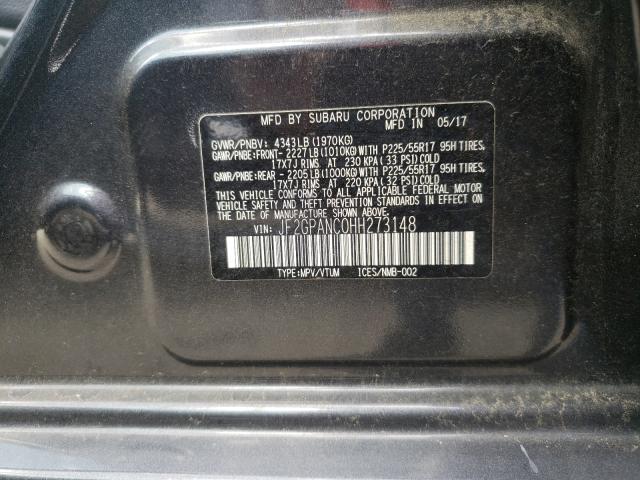 MFD BY SUBARU CORPORATION 05/17
GVWR/PNBV: 4343LB (1970KG)
GAWR/PNBE:FRONT- 2227LB(1010KG)WITH P225/55R17 95H TIRES,
17X7J RIMS AT 230 KPA (33 PSI)COLD
GAWR/PNBE:REAR - 2205LB(1000KG)WITH P225/55R17 95H TIRES,
17X7J RIMS AT 220 KPA(32 PSI)COLD
THIS VEHICLE CONFORMS TO ALL APPLICABLE FEDERAL MOTOR
VEHICLE SAFETY AND THEFT PREVENTION STANDARDS IN EFFECT ON
THE DATE OF MANUFACTURE SHOWN ABOVE.
VIN: JF2GPANC0HH273148
TYPE:MPV/VTUM ICES/NMB-002